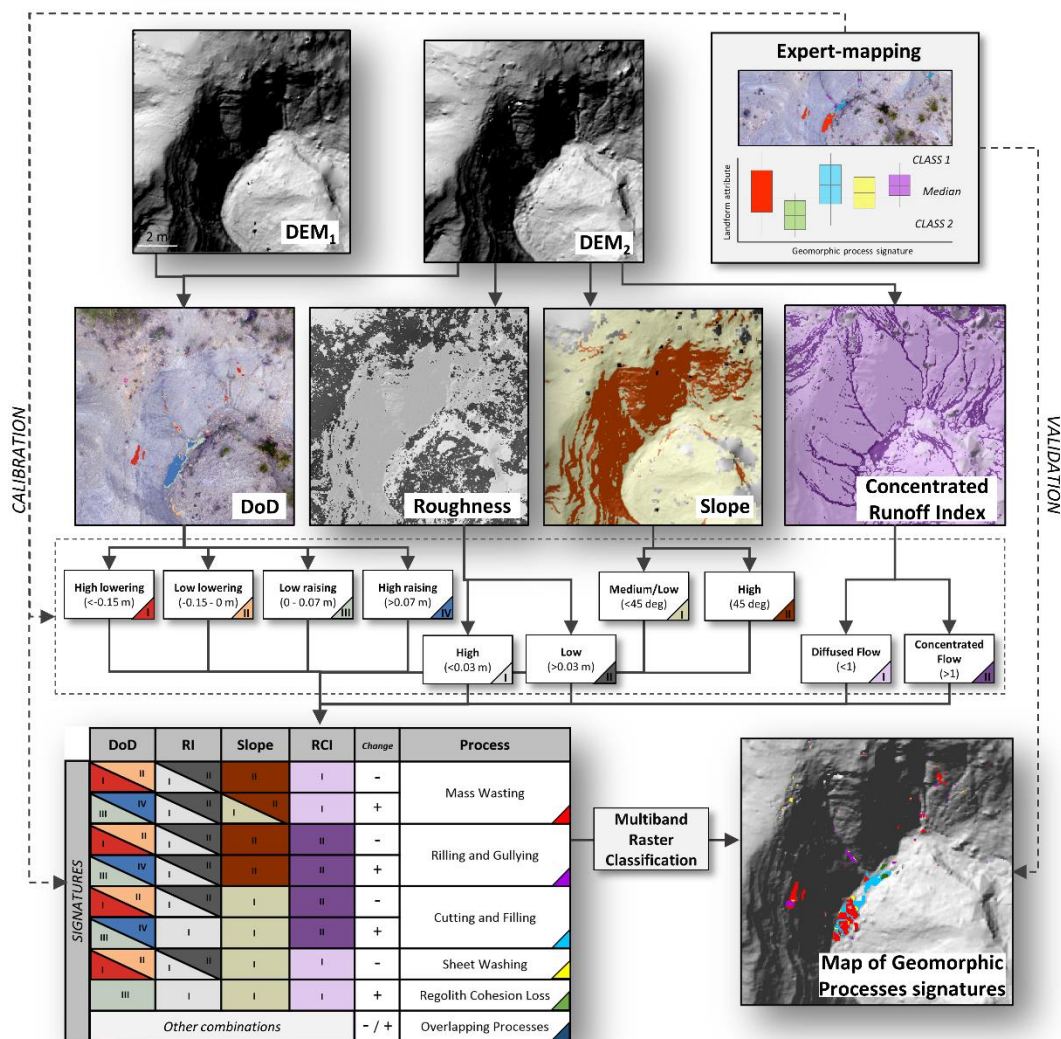 Expert-mapping
CLASS 1
Median
CLASS 2
Landform attribute
Geomorphic process signature
2 m
DEM1
DEM2
CALIBRATION
VALIDATION
DoD
Roughness
Slope
Concentrated
Runoff Index
High lowering
(<-0.15 m)
I
Low lowering
(-0.15 - 0 m)
II
Low raising
(0 - 0.07 m)
III
High raising
(>0.07 m)
IV
Medium/Low
(<45 deg)
I
High
(45 deg)
II
High
(<0.03 m)
I
Low
(>0.03 m)
II
Diffused Flow
(<1)
I
Concentrated
Flow
(>1)
II
SIGNATURES
DoD RI Slope RCI Change Process
I II I II II I -
Mass Wasting
III IV I II I II I +
I II I II II II -
Rilling and Gullying
III IV I II II II +
I II I II I II -
Cutting and Filling
III IV I I II +
I II I II I I - Sheet Washing
III I I I + Regolith Cohesion Loss
Other combinations - / + Overlapping Processes
Multiband
Raster
Classification
Map of Geomorphic
Processes signatures